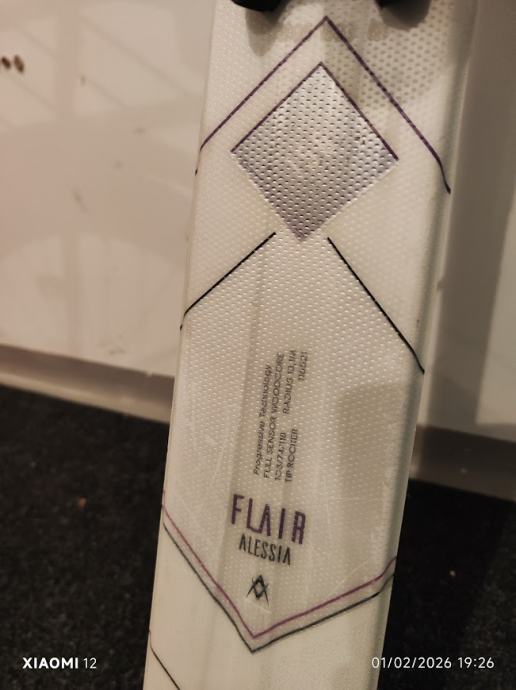 Progressive Technology
FULL SENSOR WOODCORE
TIP ROCKER
FLAIR
ALESSIA
XIAOMI 12
01/02/2026 19:26